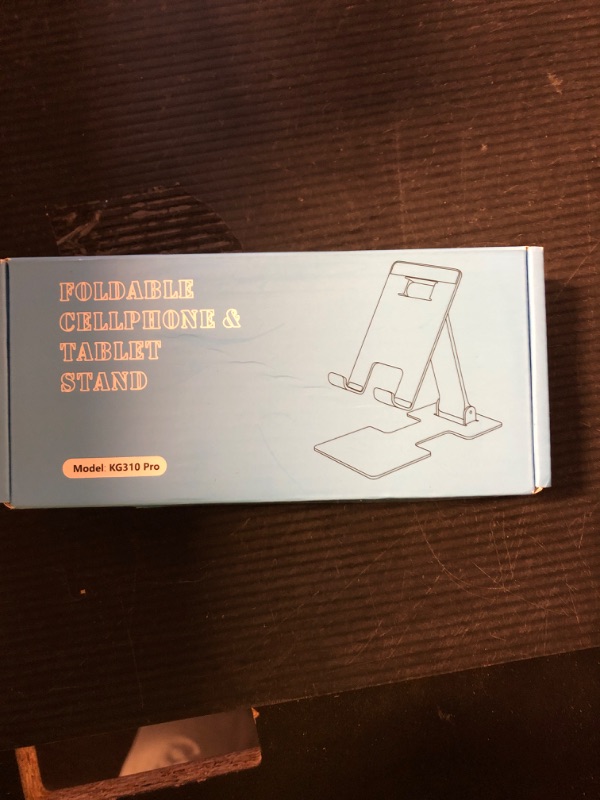 FOLDABLE
CELLPHONE &
TABLET
STAND
Model: KG310 Pro